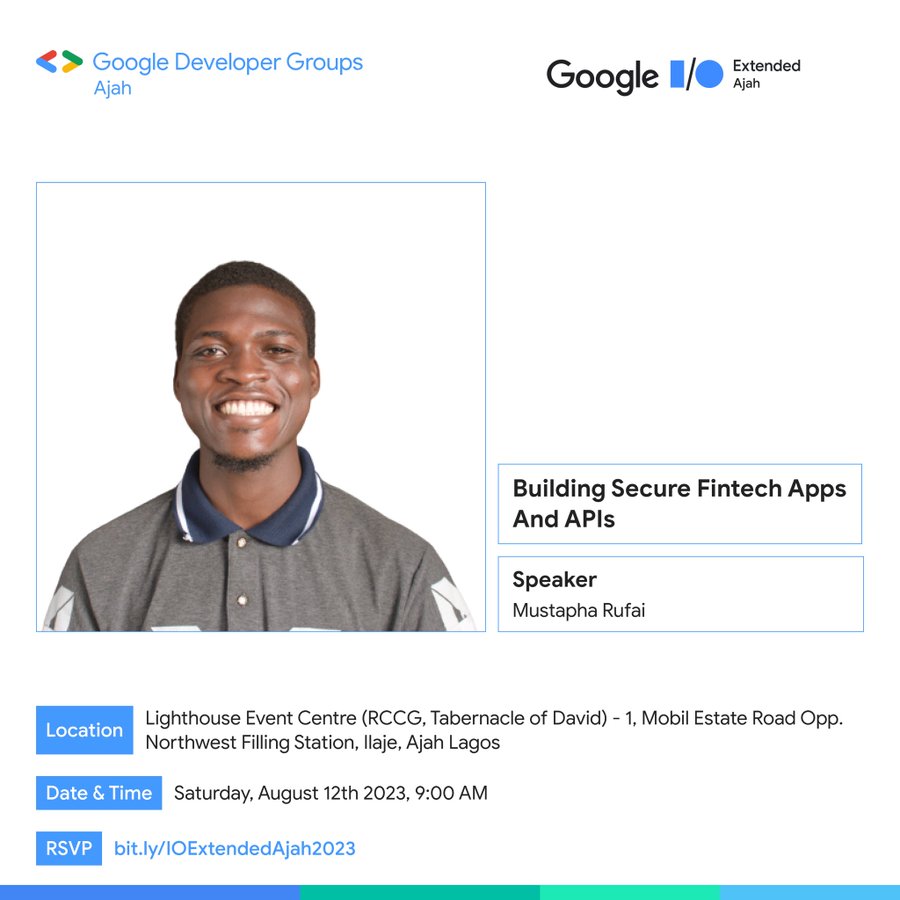 Google Developer Groups
Ajah
Google I/O Extended
Ajah
Building Secure Fintech Apps
And APIs
Speaker
Mustapha Rufai
Location
Lighthouse Event Centre (RCCG, Tabernacle of David) - 1, Mobil Estate Road Opp.
Northwest Filling Station, Ilaje, Ajah Lagos
Date & Time Saturday, August 12th 2023, 9:00 AM
RSVP bit.ly/IOExtendedAjah2023